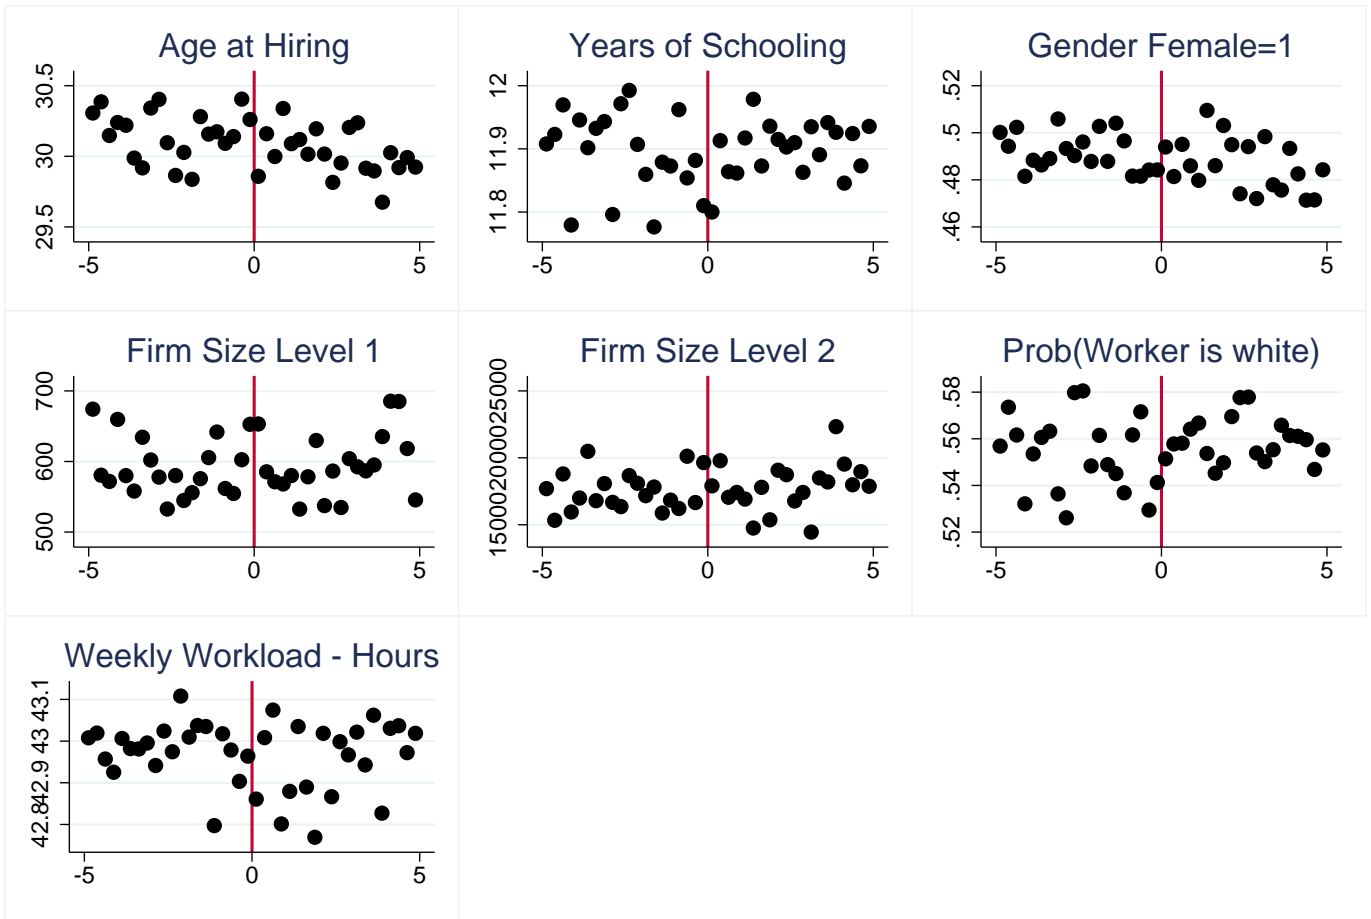 Age at Hiring
30.5
30
29.5
-5 0 5
Years of Schooling
12
11.9
11.8
-5 0 5
Gender Female=1
.52
.5
.48
.46
-5 0 5
Firm Size Level 1
700
600
500
-5 0 5
Firm Size Level 2
25000
20000
15000
-5 0 5
Prob(Worker is white)
.58
.56
.54
.52
-5 0 5
Weekly Workload - Hours
43.1
43
42.9
42.8
-5 0 5